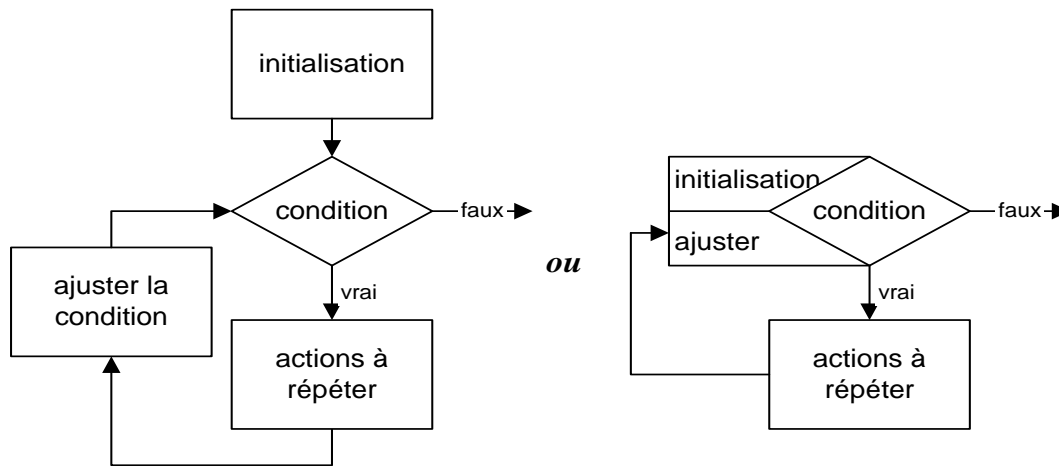 initialisation
condition
faux
vrai
ajuster la
condition
actions à
répéter
ou
initialisation
ajuster
condition
faux
vrai
actions à
répéter